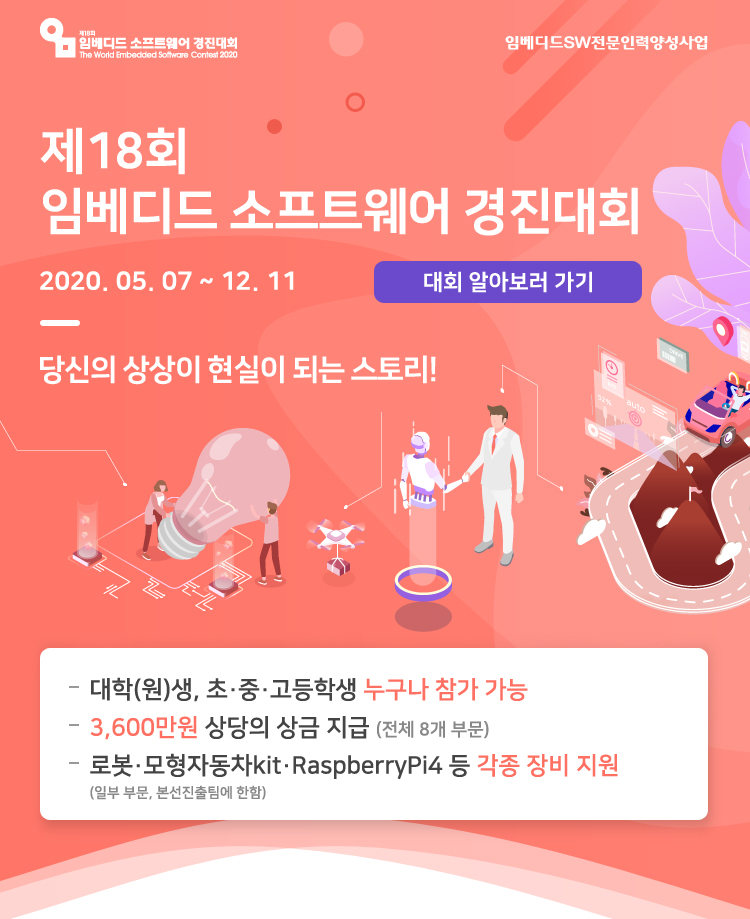 제18회
임베디드 소프트웨어 경진대회
The World Embedded Software Contest 2020
임베디드SW전문인력양성사업
제18회
임베디드 소프트웨어 경진대회
2020. 05. 07 ~ 12. 11
대회 알아보러 가기
당신의 상상이 현실이 되는 스토리!
auto
- 대학(원)생, 초·중·고등학생 누구나 참가 가능
- 3,600만원 상당의 상금 지급 (전체 8개 부문)
- 로봇·모형자동차kit·RaspberryPi4 등 각종 장비 지원
(일부 부문, 본선진출팀에 한함)